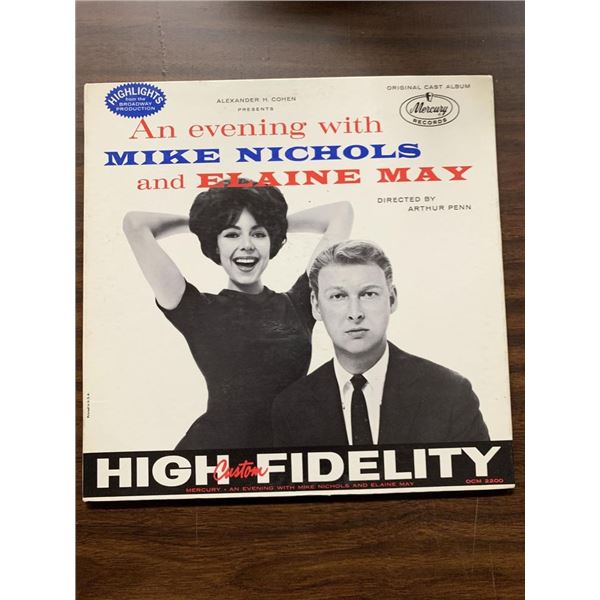 HIGHLIGHTS
from the
BROADWAY
PRODUCTION
ALEXANDER H. COHEN
PRESENTS
ORIGINAL CAST ALBUM
Mercury
RECORDS
An evening with
MIKE NICHOLS
and ELAINE MAY
DIRECTED BY
ARTHUR PENN
Printed in U.S.A.
HIGH Custom FIDELITY
MERCURY • AN EVENING WITH MIKE NICHOLS AND ELAINE MAY
OCM 2200